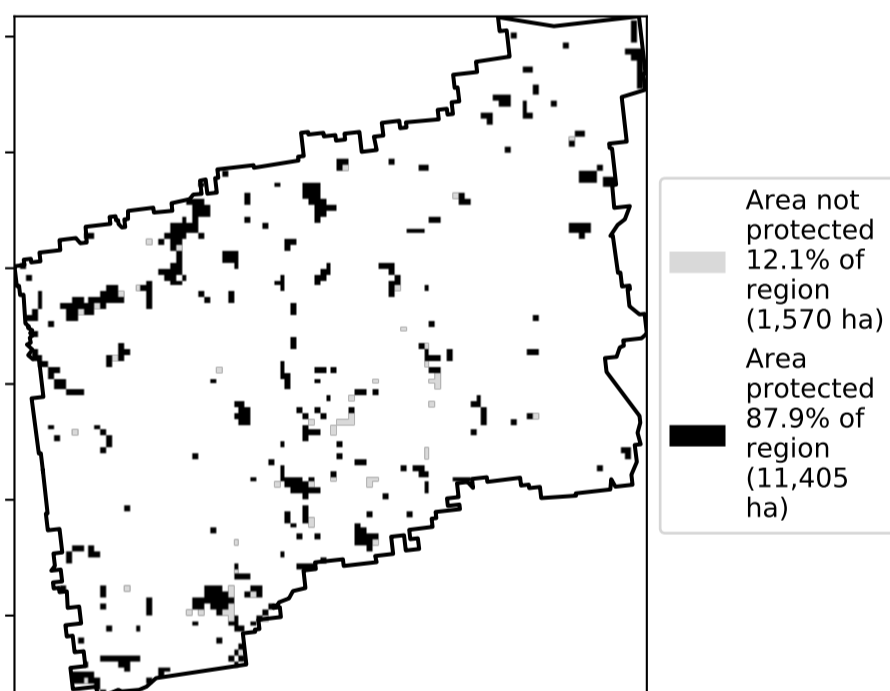 Area not
protected
12.1% of
region
(1,570 ha)
Area
protected
87.9% of
region
(11,405
ha)